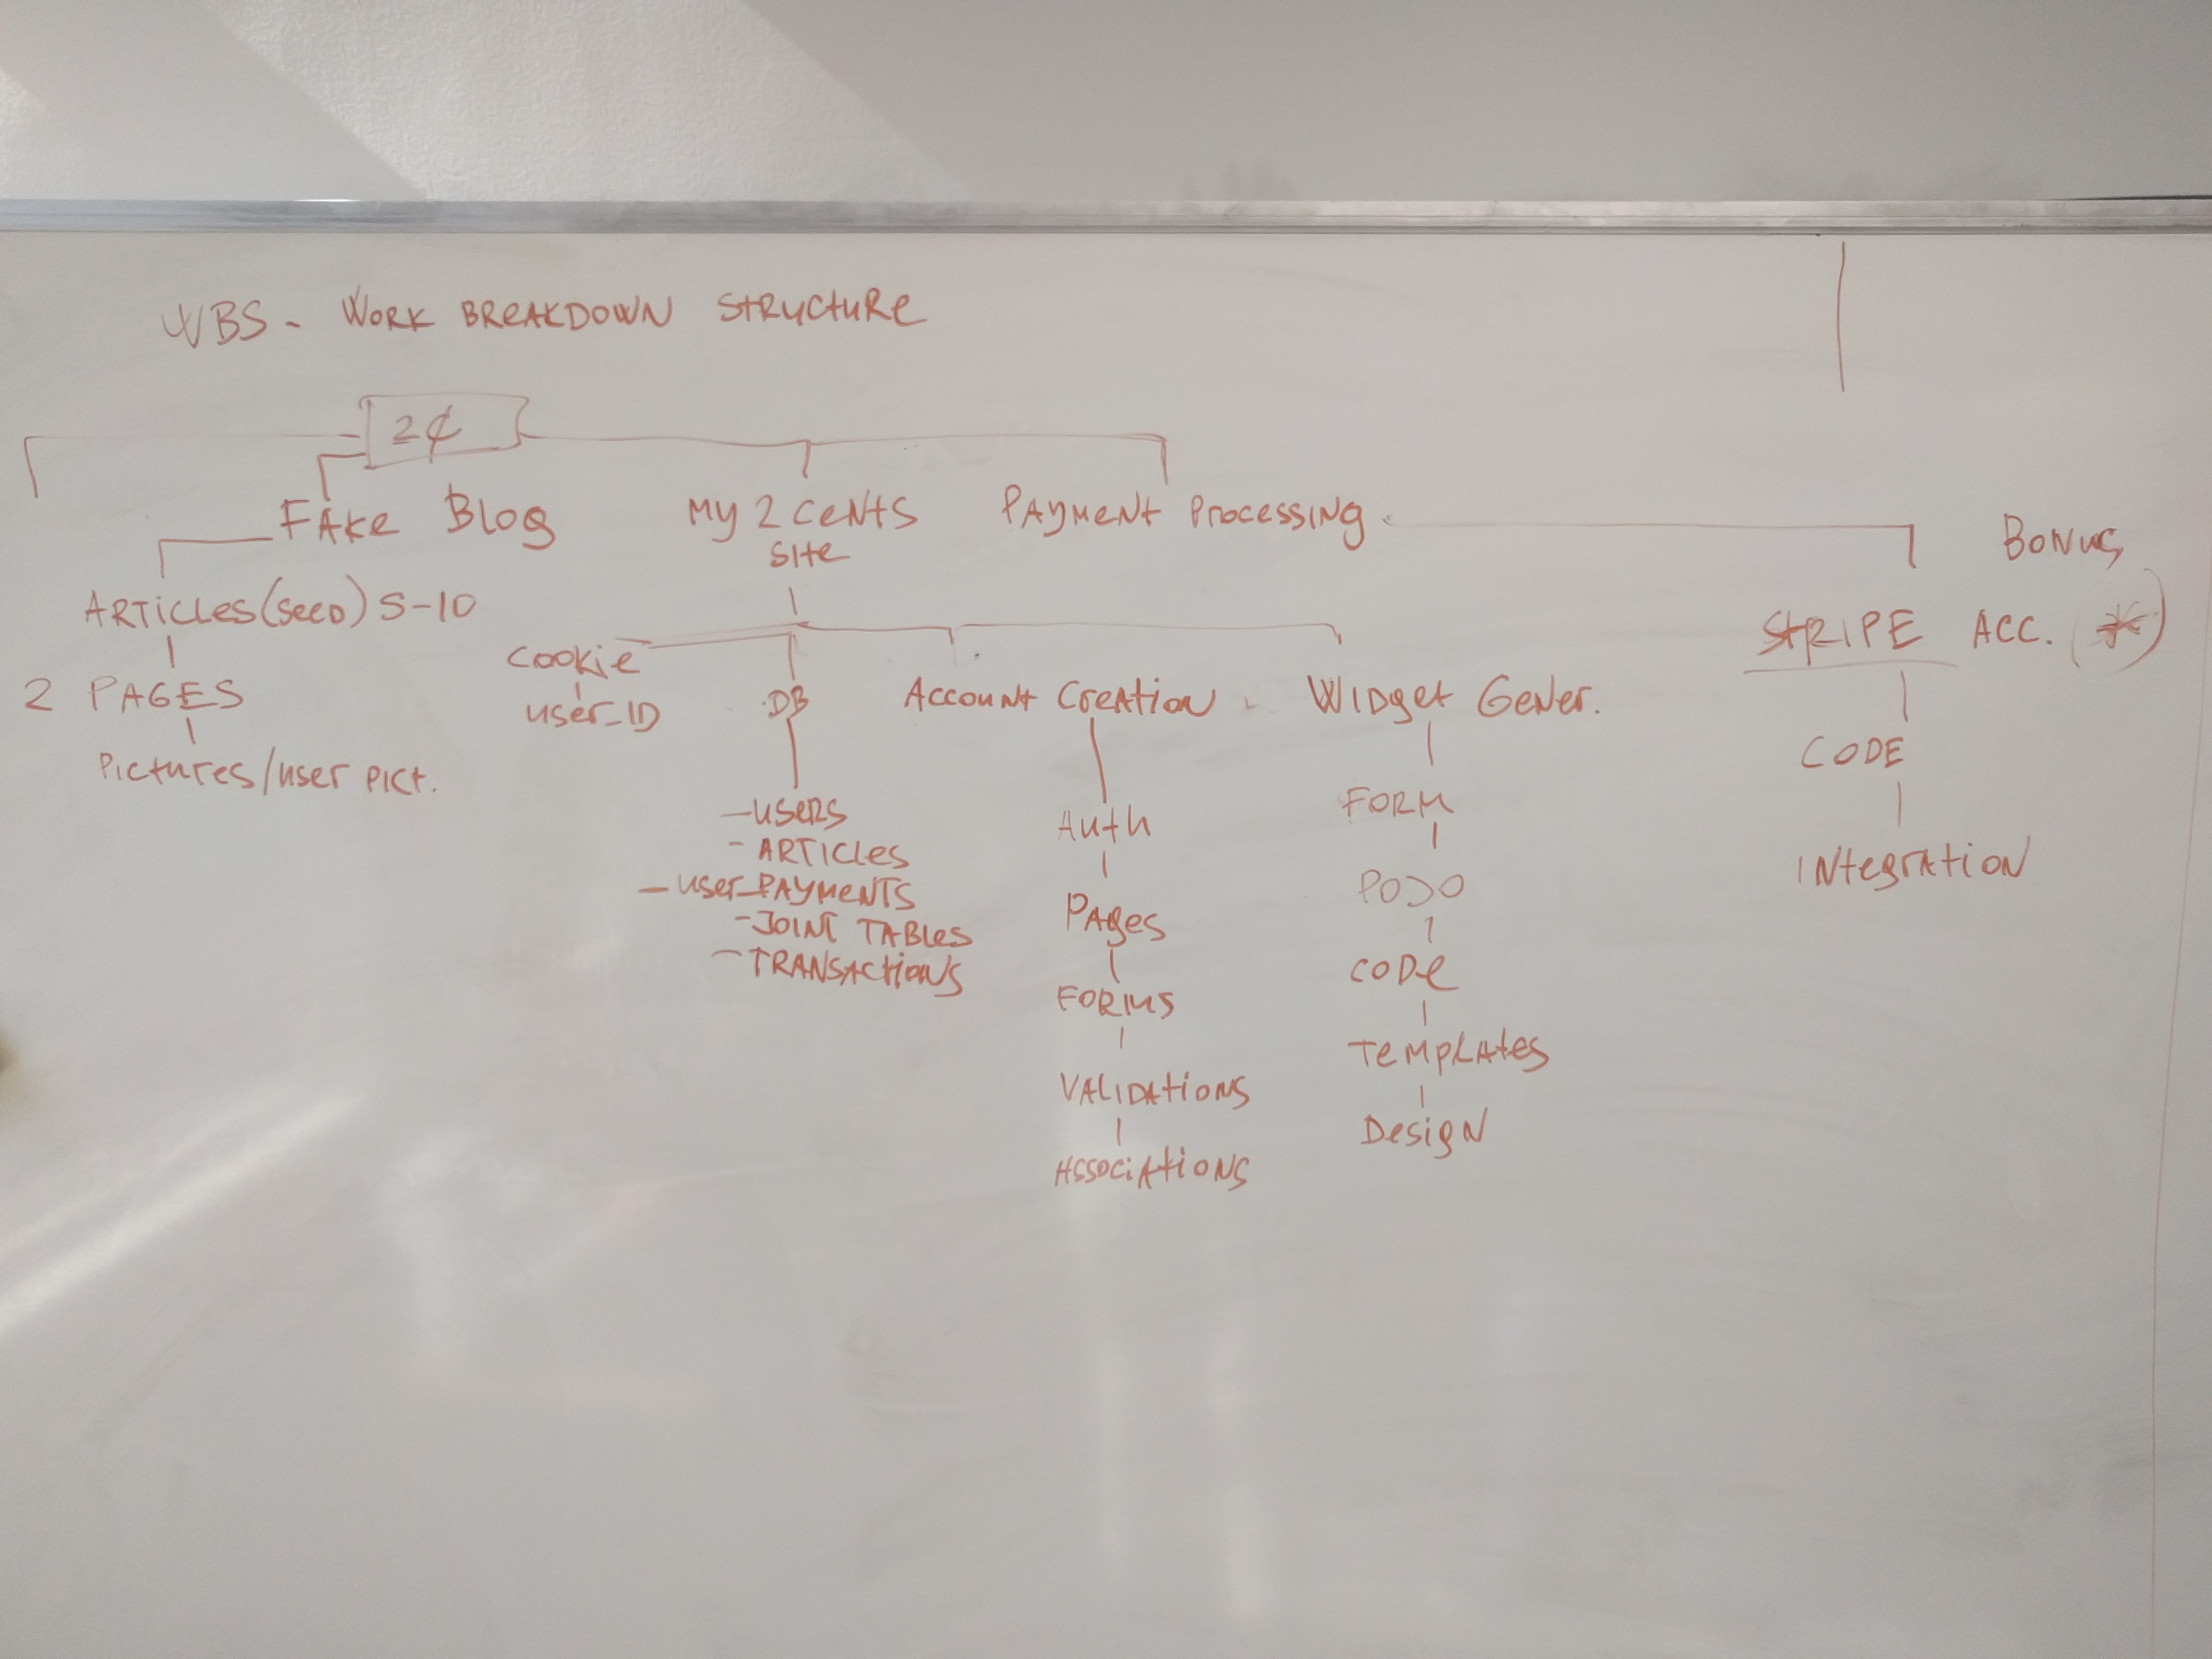 WBS - WORK BREAKDOWN STRUCTURE
2¢
FAKE BLOG
MY 2 CENTS
SITE
PAYMENT PROCESSING
BONUS
ARTICLES(SEED) 5-10
2 PAGES
PICTURES/USER PICT.
COOKIE
USER_ID
DB
- USERS
- ARTICLES
- USER_PAYMENTS
- JOINT TABLES
- TRANSACTIONS
ACCOUNT CREATION
AUTH
PAGES
FORMS
VALIDATIONS
ASSOCIATIONS
WIDGET GENER.
FORM
POJO
CODE
TEMPLATES
DESIGN
STRIPE ACC. (*)
CODE
INTEGRATION